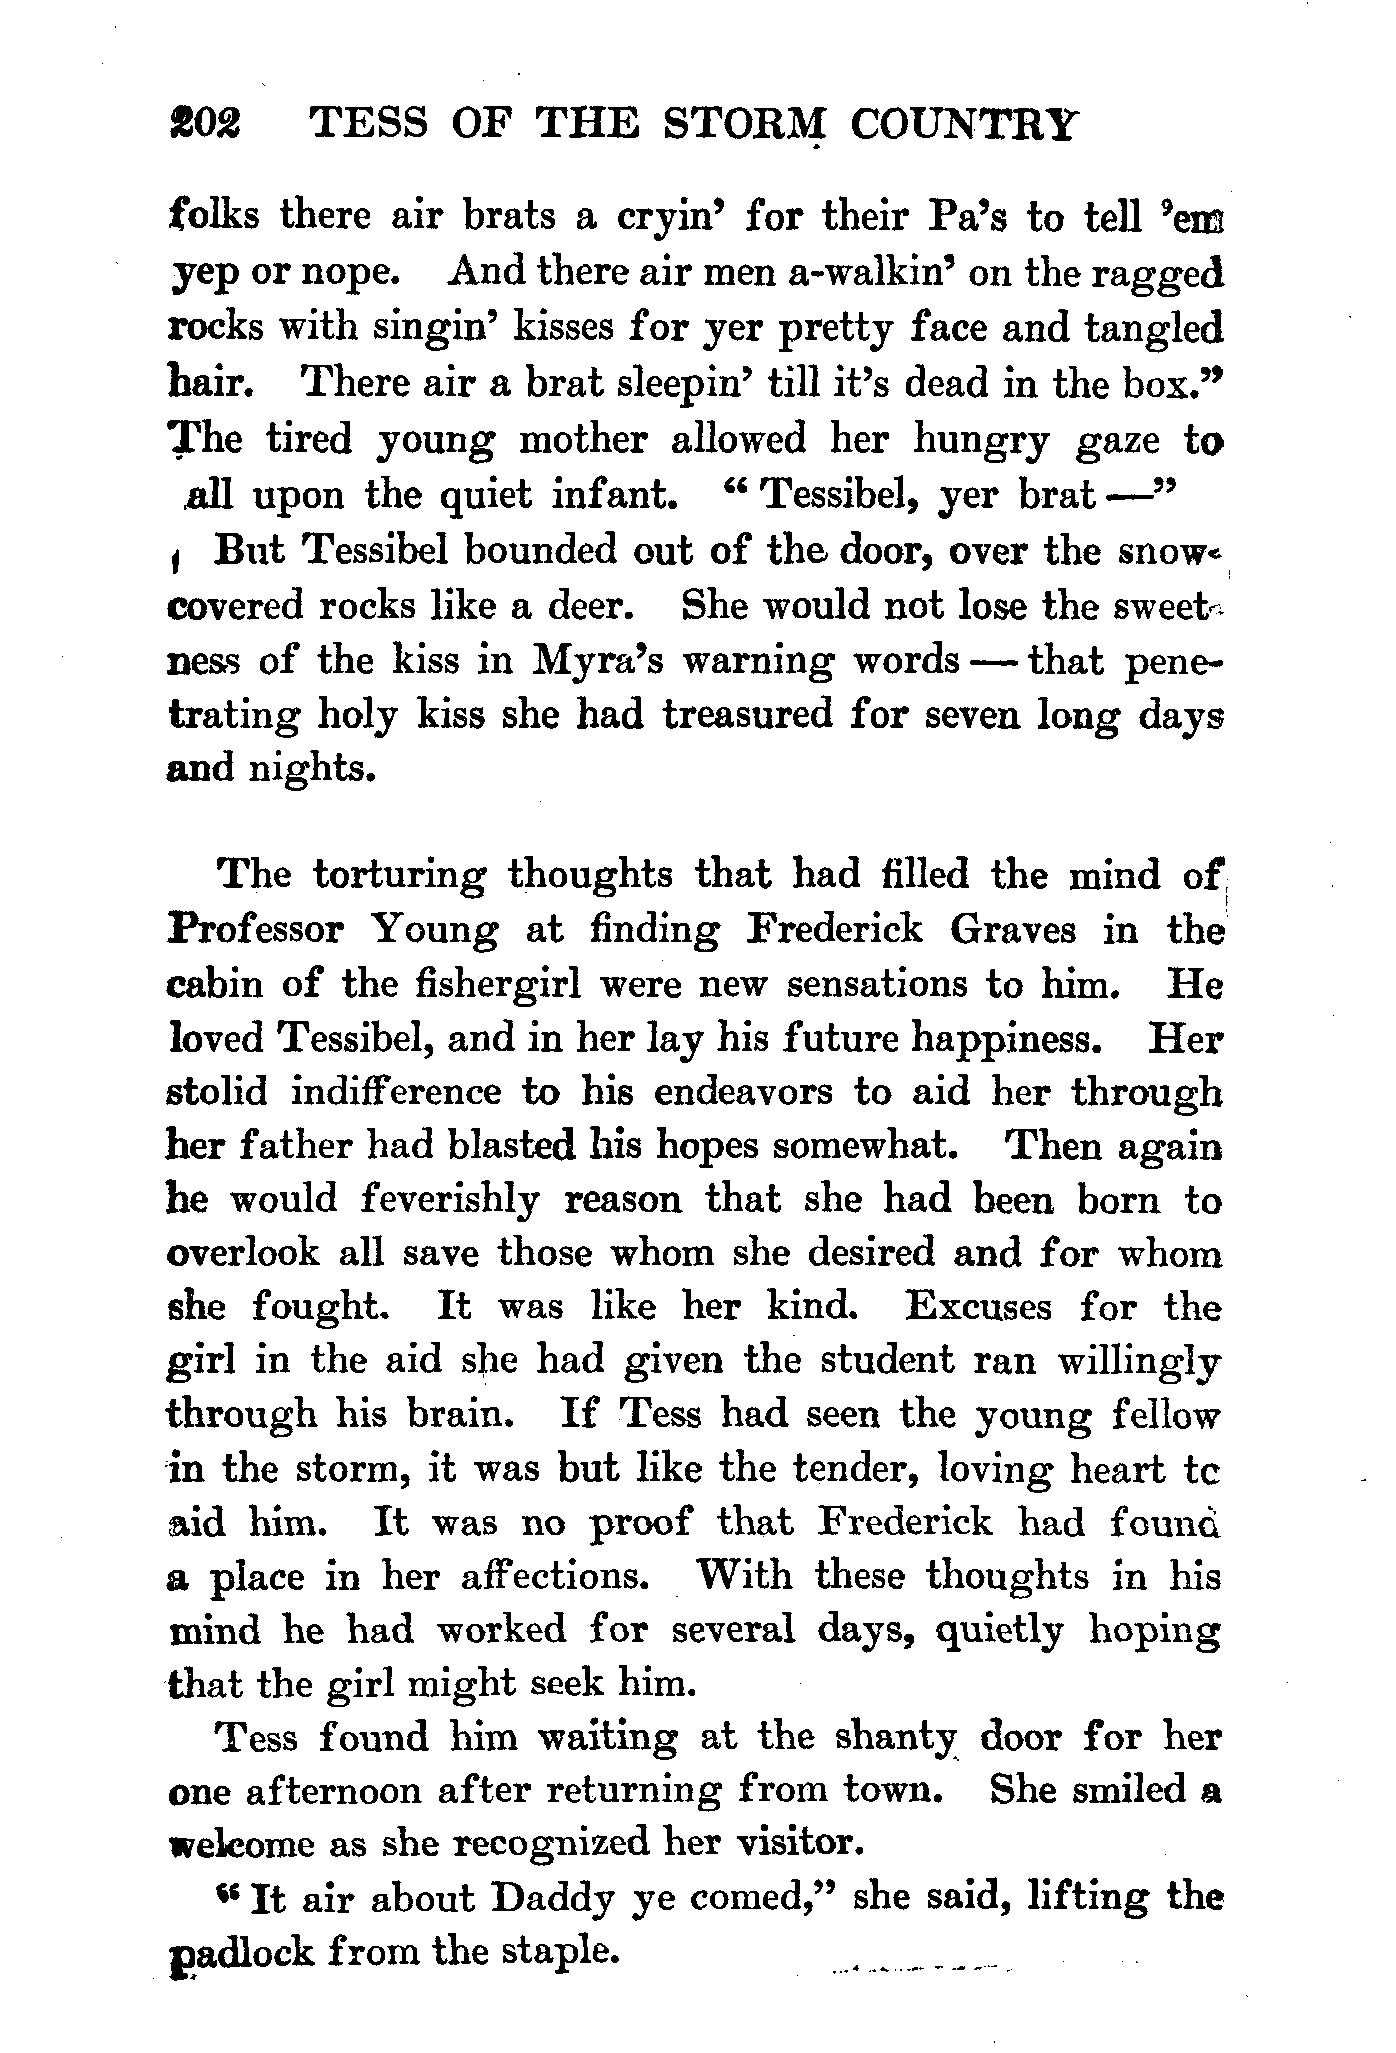 202 TESS OF THE STORM COUNTRY
folks there air brats a cryin' for their Pa's to tell 'em
yep or nope. And there air men a-walkin' on the ragged
rocks with singin' kisses for yer pretty face and tangled
hair. There air a brat sleepin' till it's dead in the box."
The tired young mother allowed her hungry gaze to
all upon the quiet infant. "Tessibel, yer brat—"
But Tessibel bounded out of the door, over the snow-
covered rocks like a deer. She would not lose the sweet-
ness of the kiss in Myra's warning words — that pene-
trating holy kiss she had treasured for seven long days
and nights.
The torturing thoughts that had filled the mind of
Professor Young at finding Frederick Graves in the
cabin of the fishergirl were new sensations to him. He
loved Tessibel, and in her lay his future happiness. Her
stolid indifference to his endeavors to aid her through
her father had blasted his hopes somewhat. Then again
he would feverishly reason that she had been born to
overlook all save those whom she desired and for whom
she fought. It was like her kind. Excuses for the
girl in the aid she had given the student ran willingly
through his brain. If Tess had seen the young fellow
in the storm, it was but like the tender, loving heart to
aid him. It was no proof that Frederick had found
a place in her affections. With these thoughts in his
mind he had worked for several days, quietly hoping
that the girl might seek him.
Tess found him waiting at the shanty door for her
one afternoon after returning from town. She smiled a
welcome as she recognized her visitor.
"It air about Daddy ye comed," she said, lifting the
padlock from the staple.